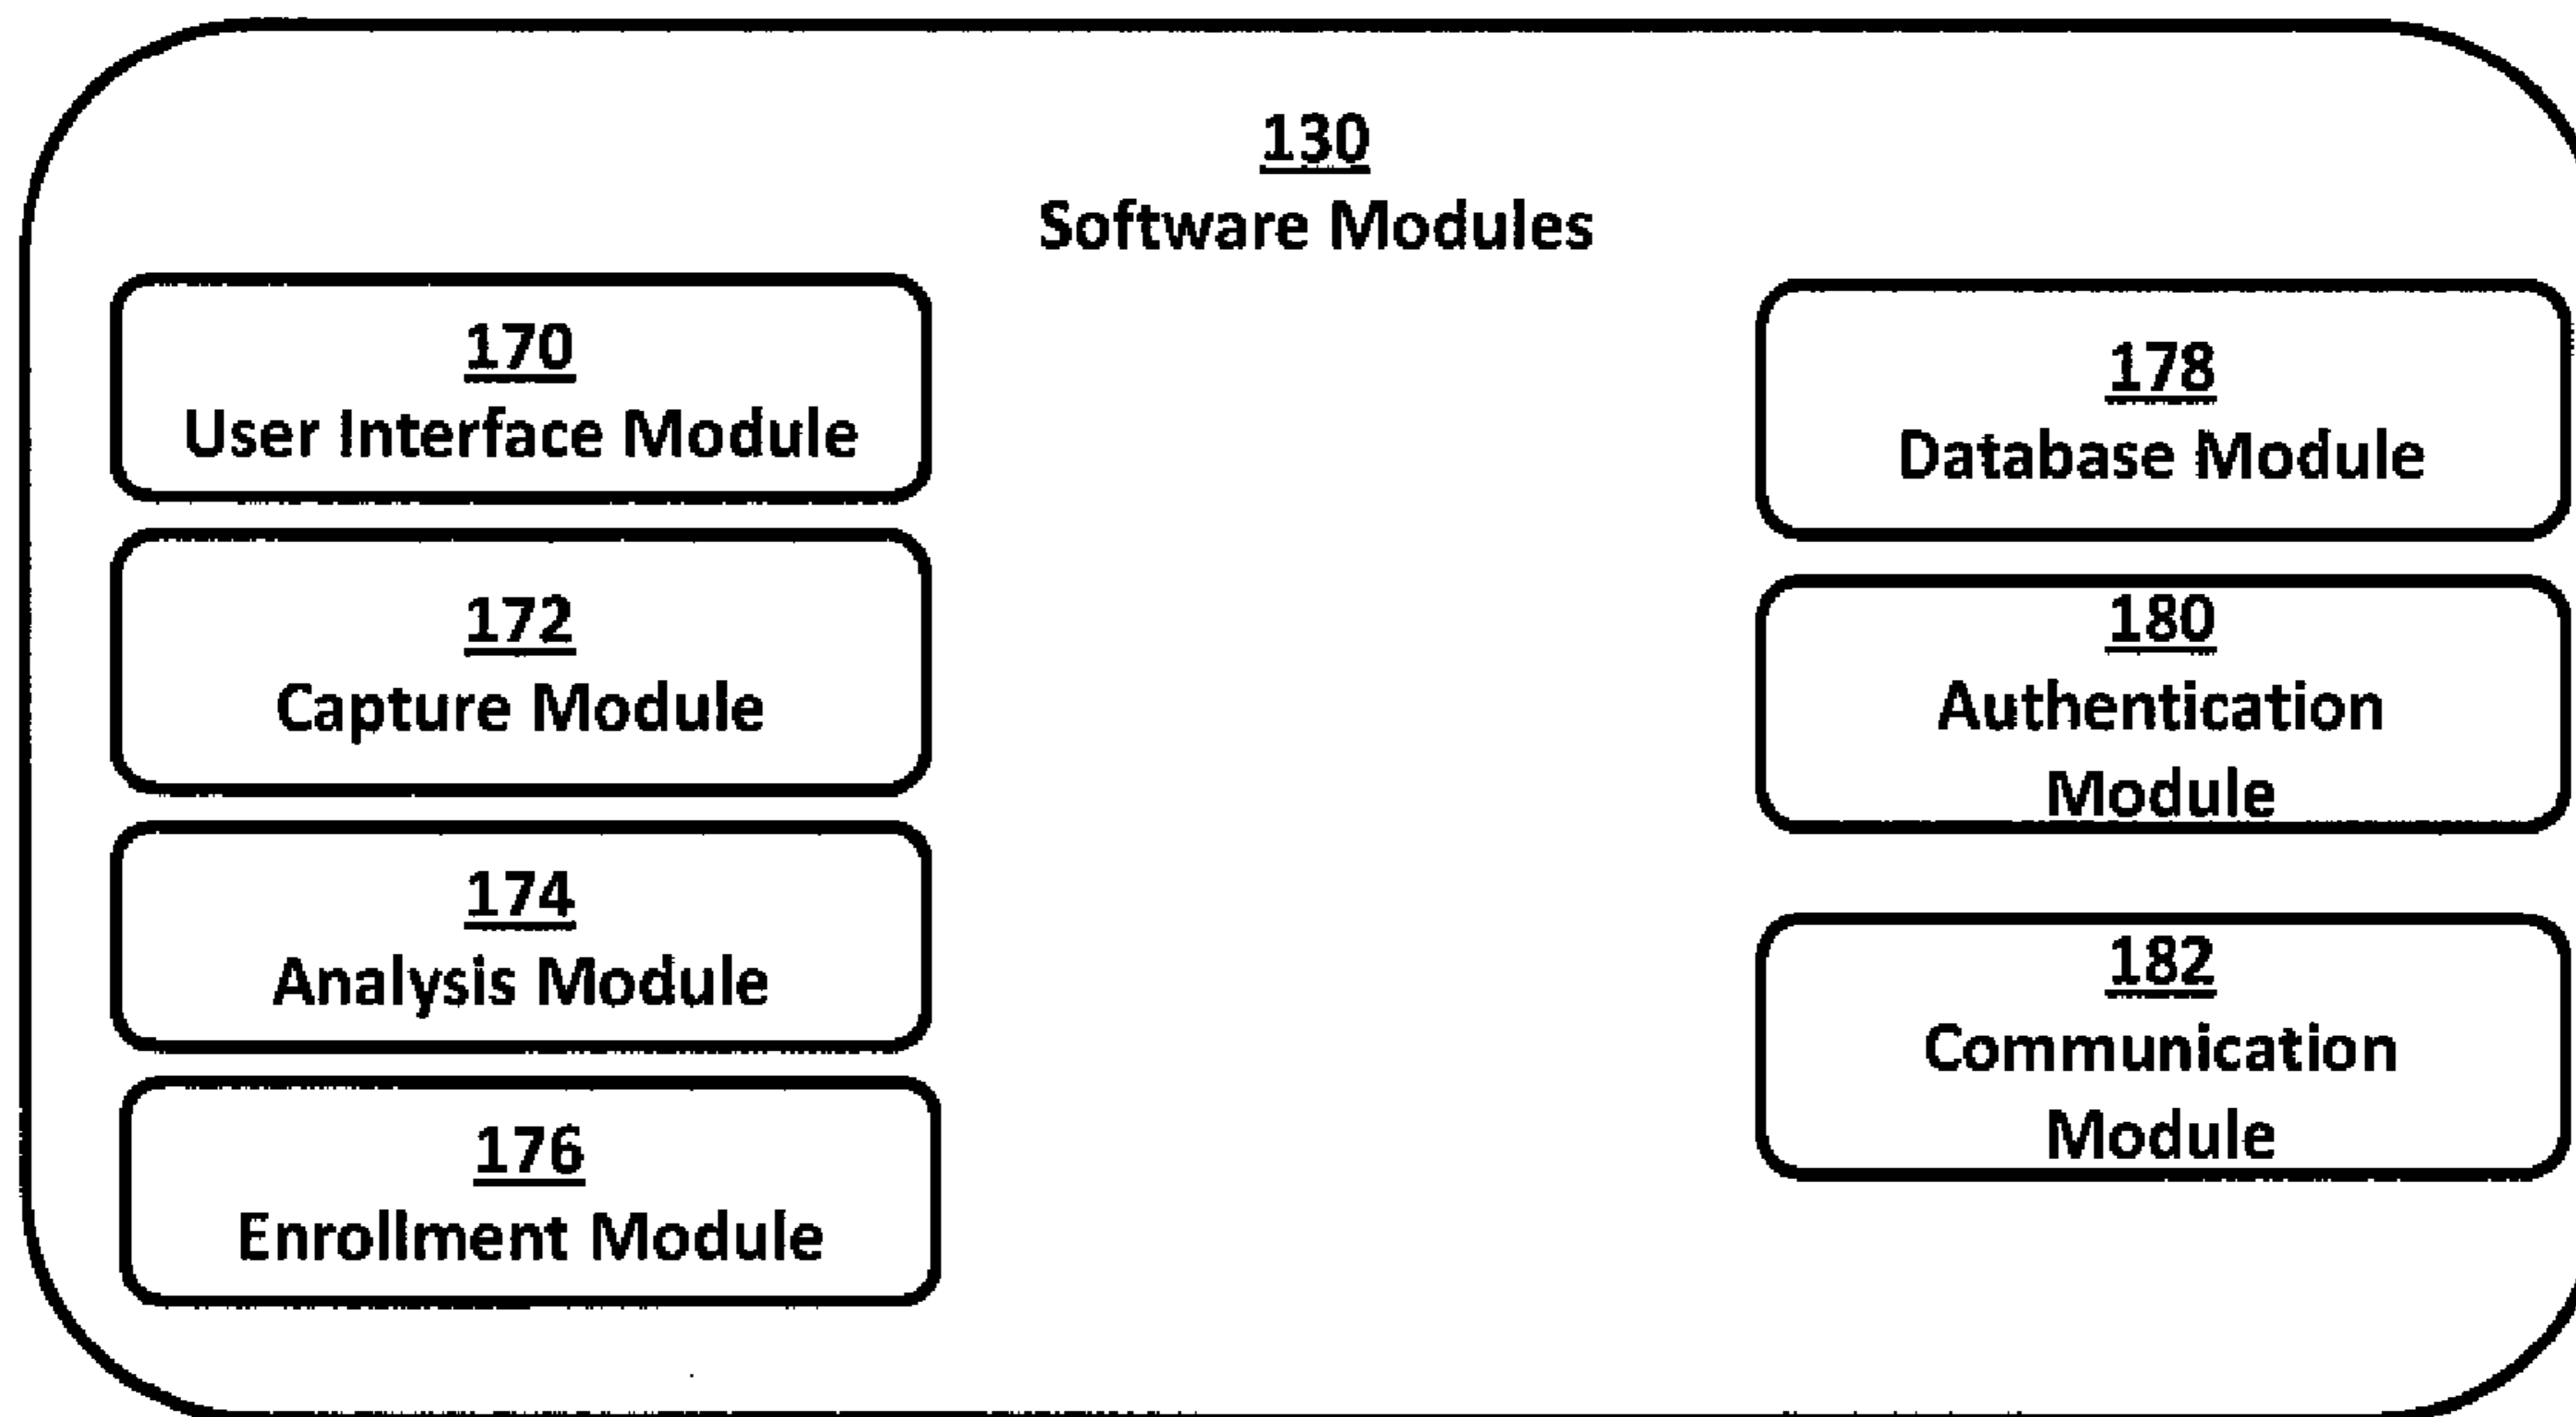 130
Software Modules
170
User Interface Module
172
Capture Module
174
Analysis Module
176
Enrollment Module
178
Database Module
180
Authentication
Module
182
Communication
Module